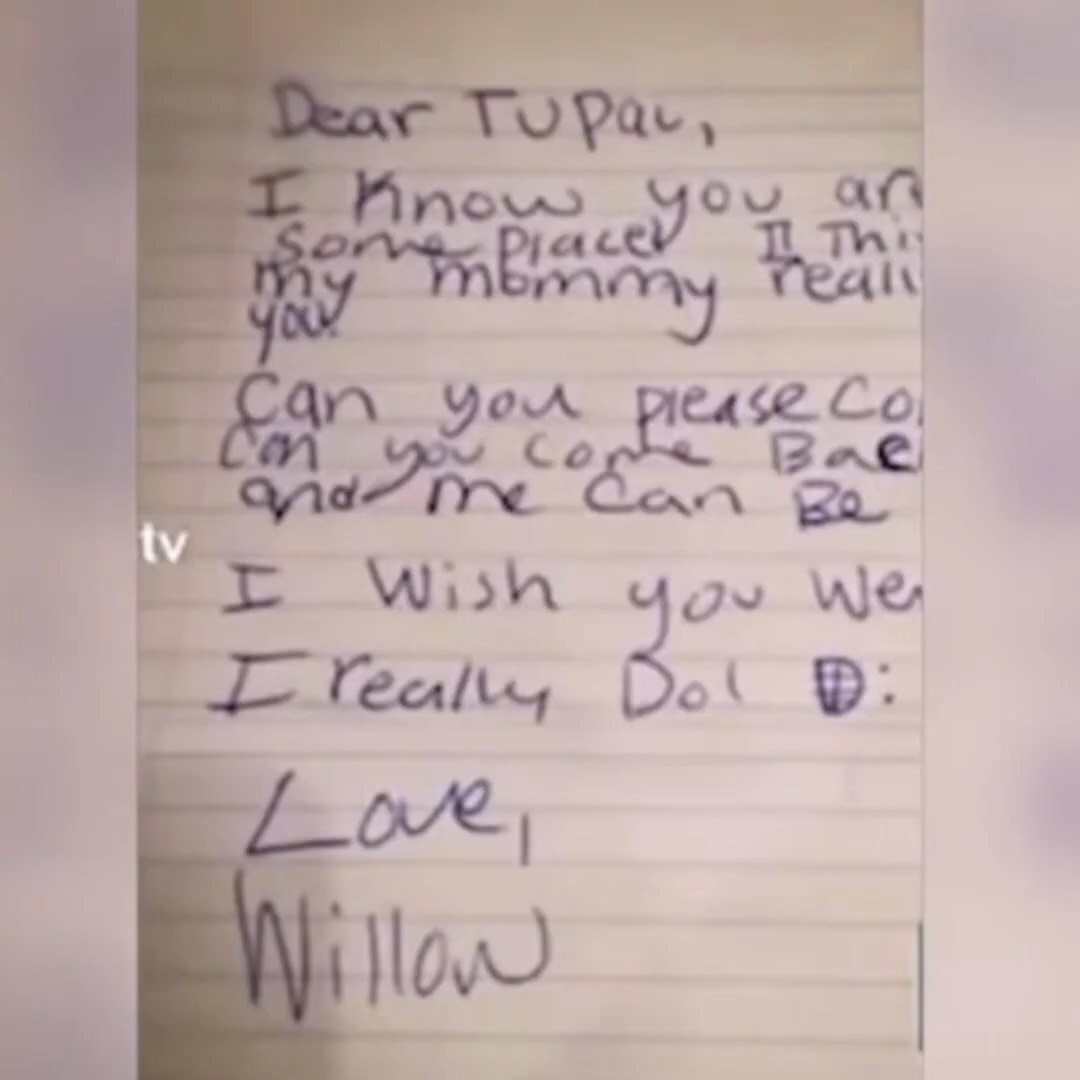 Dear Tupac,
I Know you ar
some place I Thi
my mommy reall
you.
Can you please Co
Can you come Bac
and me Can Be
tv
I Wish you We
I really Do!
Love,
Willow